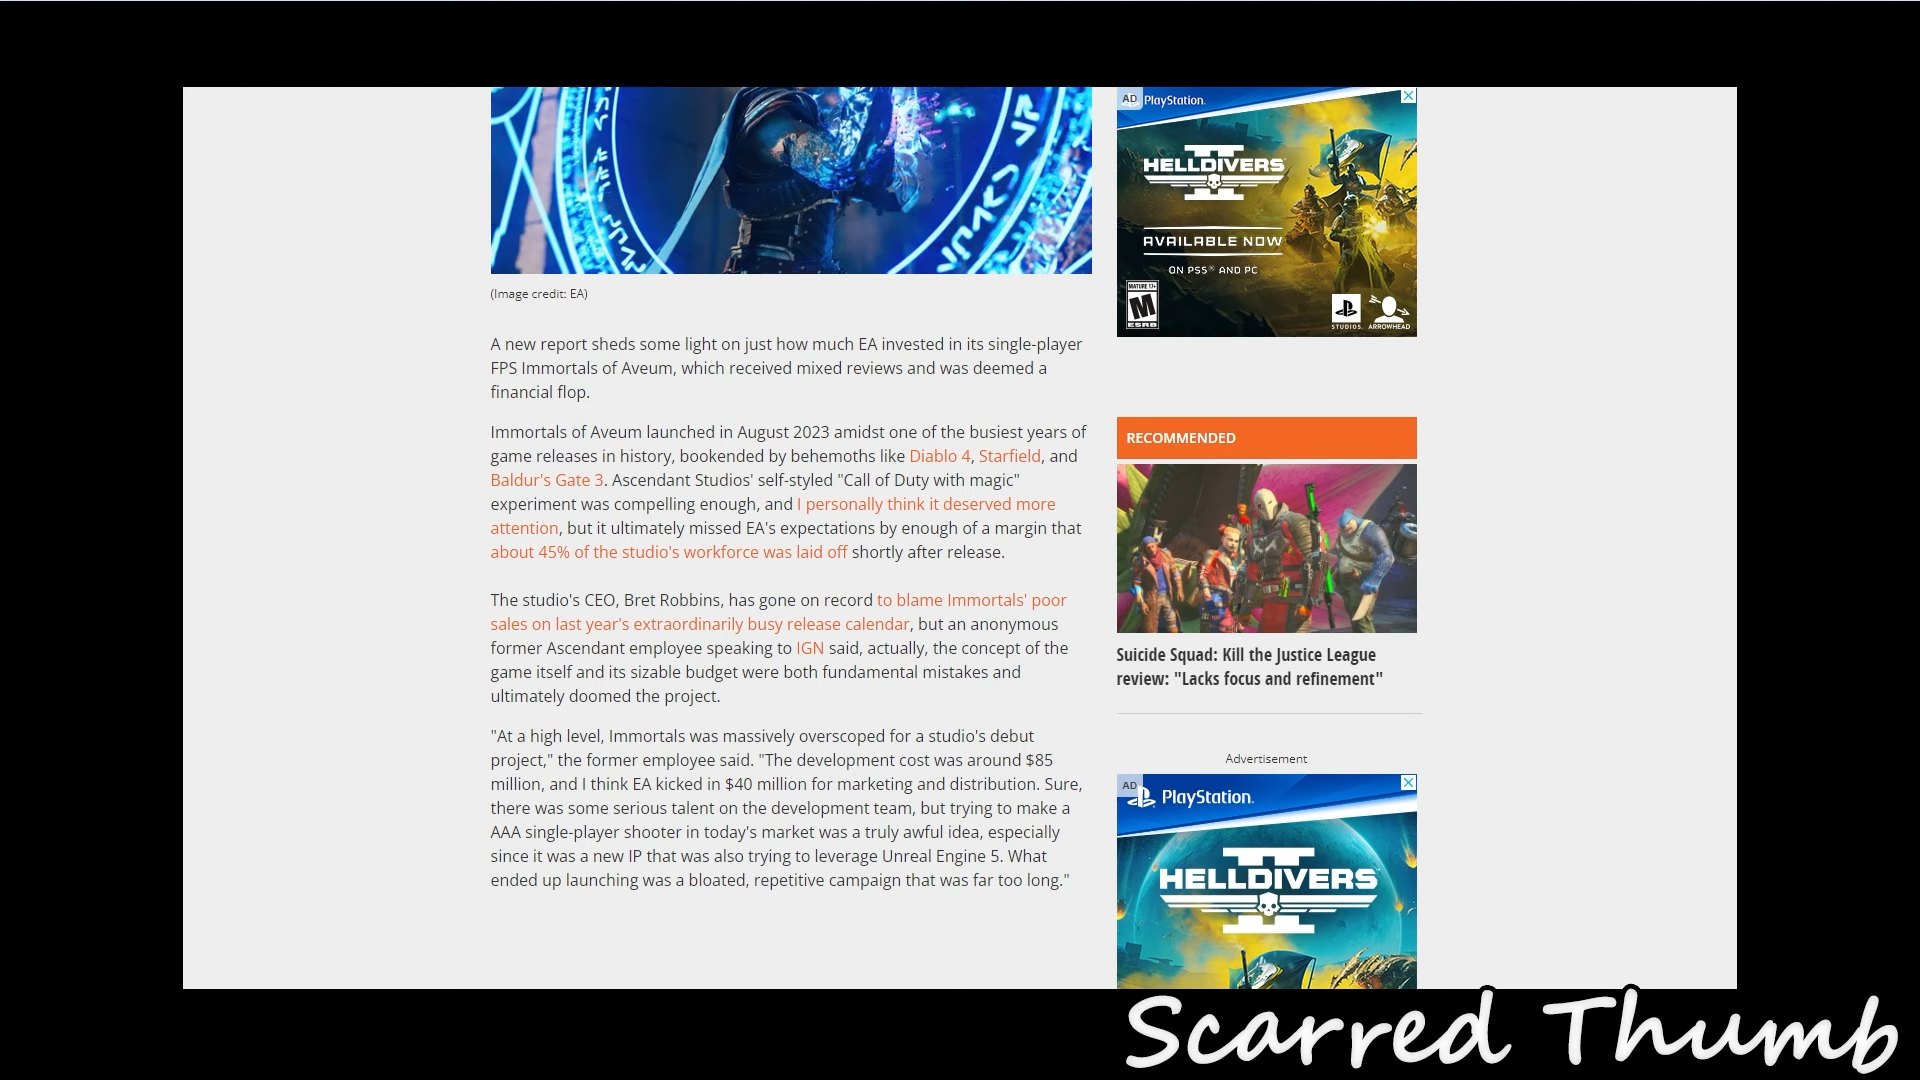 (Image credit: EA)
A new report sheds some light on just how much EA invested in its single-player
FPS Immortals of Aveum, which received mixed reviews and was deemed a
financial flop.
Immortals of Aveum launched in August 2023 amidst one of the busiest years of
game releases in history, bookended by behemoths like Diablo 4, Starfield, and
Baldur's Gate 3. Ascendant Studios' self-styled "Call of Duty with magic"
experiment was compelling enough, and I personally think it deserved more
attention, but it ultimately missed EA's expectations by enough of a margin that
about 45% of the studio's workforce was laid off shortly after release.
The studio's CEO, Bret Robbins, has gone on record to blame Immortals' poor
sales on last year's extraordinarily busy release calendar, but an anonymous
former Ascendant employee speaking to IGN said, actually, the concept of the
game itself and its sizable budget were both fundamental mistakes and
ultimately doomed the project.
"At a high level, Immortals was massively overscoped for a studio's debut
project," the former employee said. "The development cost was around $85
million, and I think EA kicked in $40 million for marketing and distribution. Sure,
there was some serious talent on the development team, but trying to make a
AAA single-player shooter in today's market was a truly awful idea, especially
since it was a new IP that was also trying to leverage Unreal Engine 5. What
ended up launching was a bloated, repetitive campaign that was far too long."
AD PlayStation.
HELLDIVERS
II
AVAILABLE NOW
ON PS5® AND PC
MATURE 17+
M
ESRB
STUDIOS. ARROWHEAD
RECOMMENDED
Suicide Squad: Kill the Justice League
review: "Lacks focus and refinement"
Advertisement
AD PlayStation.
HELLDIVERS
II
Scarred Thumb